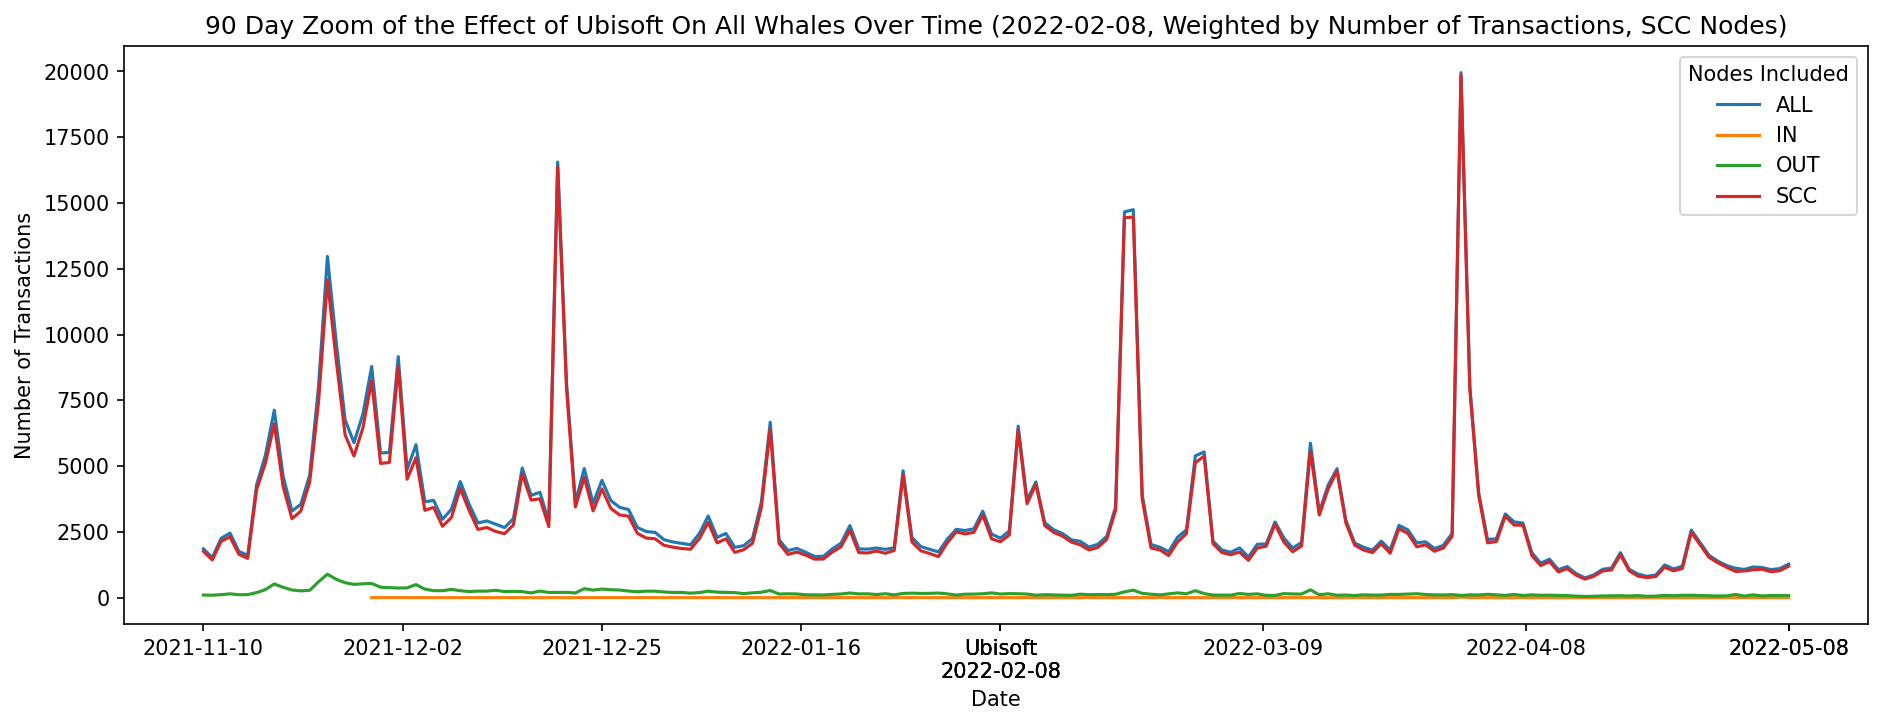 90 Day Zoom of the Effect of Ubisoft On All Whales Over Time (2022-02-08, Weighted by Number of Transactions, SCC Nodes)
Nodes Included
ALL
IN
OUT
SCC
Number of Transactions
20000
17500
15000
12500
10000
7500
5000
2500
0
2021-11-10
2021-12-02
2021-12-25
2022-01-16
Ubisoft
2022-02-08
2022-03-09
2022-04-08
2022-05-08
Date